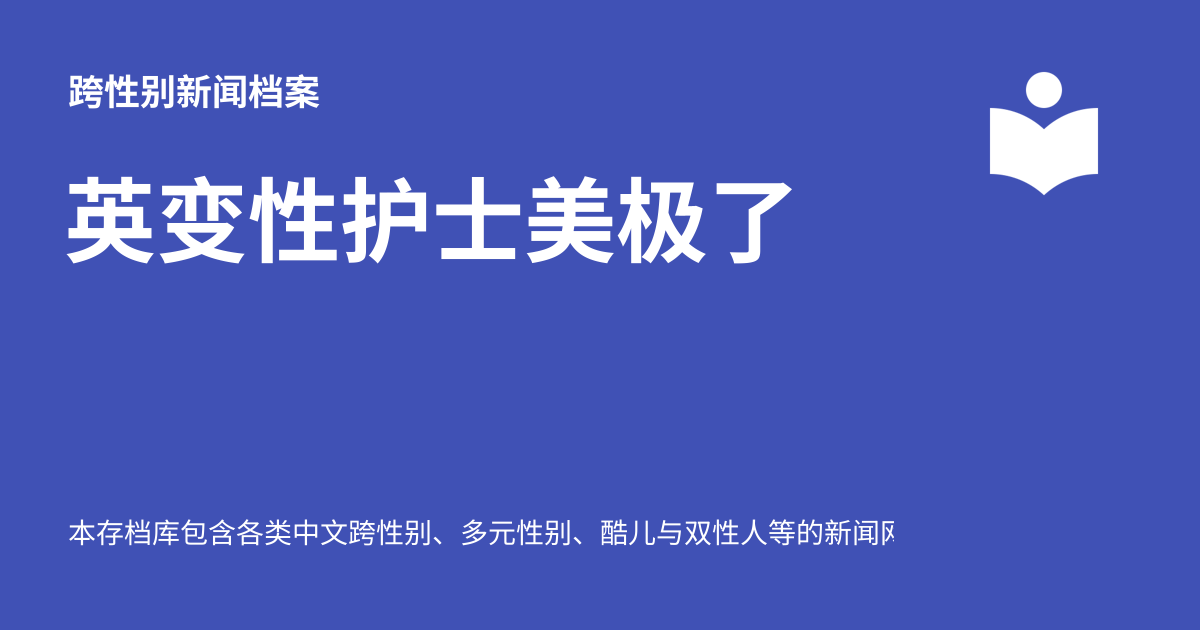 跨性别新闻档案
英变性护士美极了
本存档库包含各类中文跨性别、多元性别、酷儿与双性人等的新闻